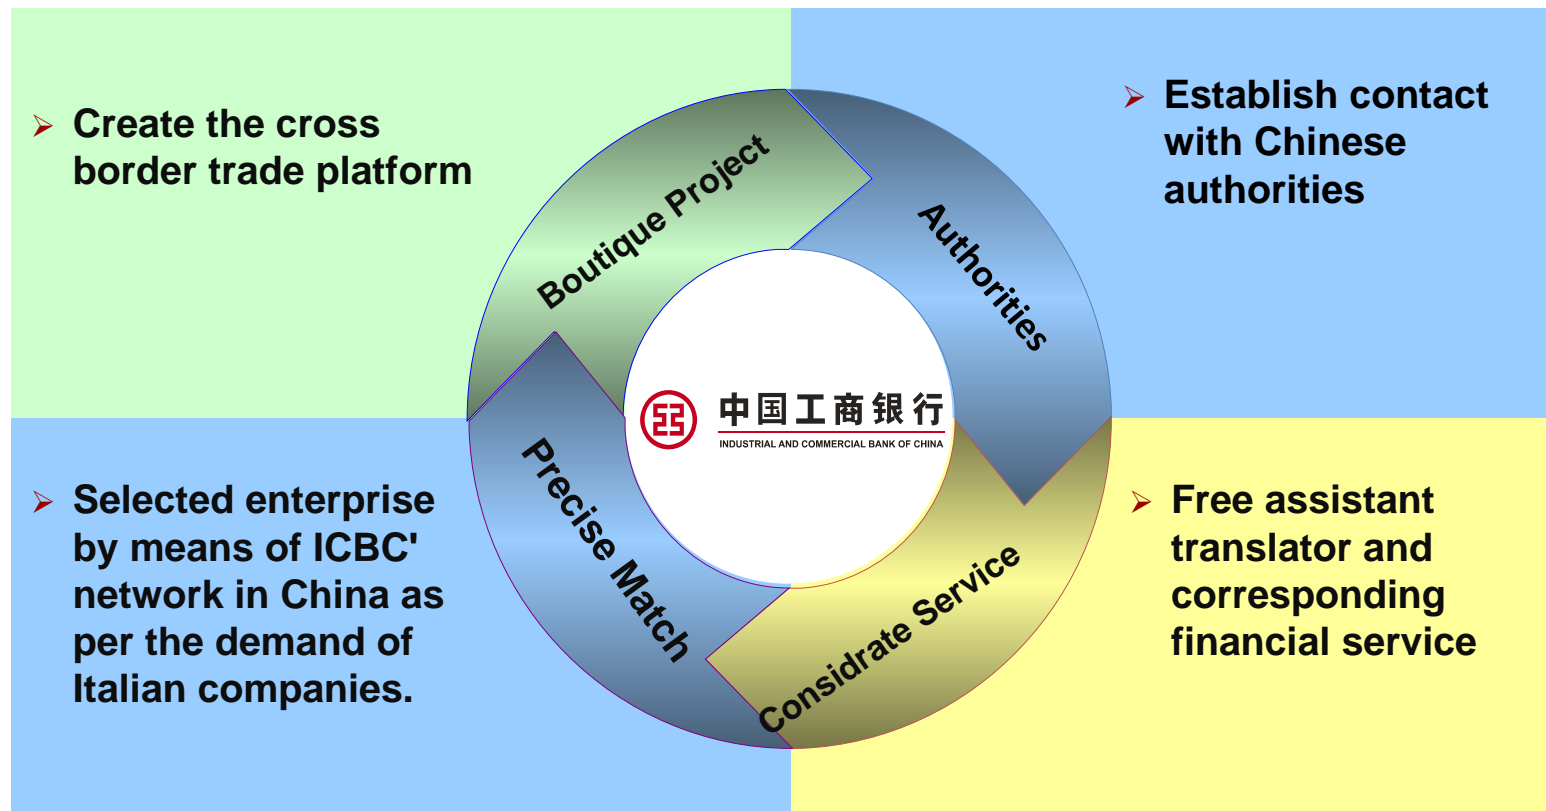 Create the cross
border trade platform
Establish contact
with Chinese
authorities
Boutique Project
Authorities
中国工商银行
INDUSTRIAL AND COMMERCIAL BANK OF CHINA
Precise Match
Considrate Service
Selected enterprise
by means of ICBC'
network in China as
per the demand of
Italian companies.
Free assistant
translator and
corresponding
financial service